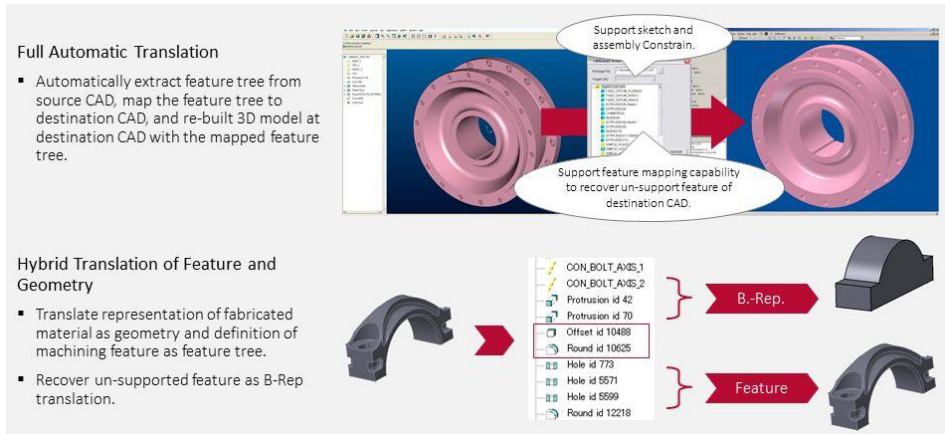 Full Automatic Translation
▪ Automatically extract feature tree from
source CAD, map the feature tree to
destination CAD, and re-built 3D model at
destination CAD with the mapped feature
tree.
Support sketch and
assembly Constrain.
Support feature mapping capability
to recover un-support feature of
destination CAD.
Hybrid Translation of Feature and
Geometry
▪ Translate representation of fabricated
material as geometry and definition of
machining feature as feature tree.
▪ Recover un-supported feature as B-Rep
translation.
CON_BOLT_AXIS_1
CON_BOLT_AXIS_2
Protrusion id 42
Protrusion id 70
Offset id 10488
Round id 10625
Hole id 773
Hole id 5571
Hole id 5599
Round id 12218
B.-Rep.
Feature